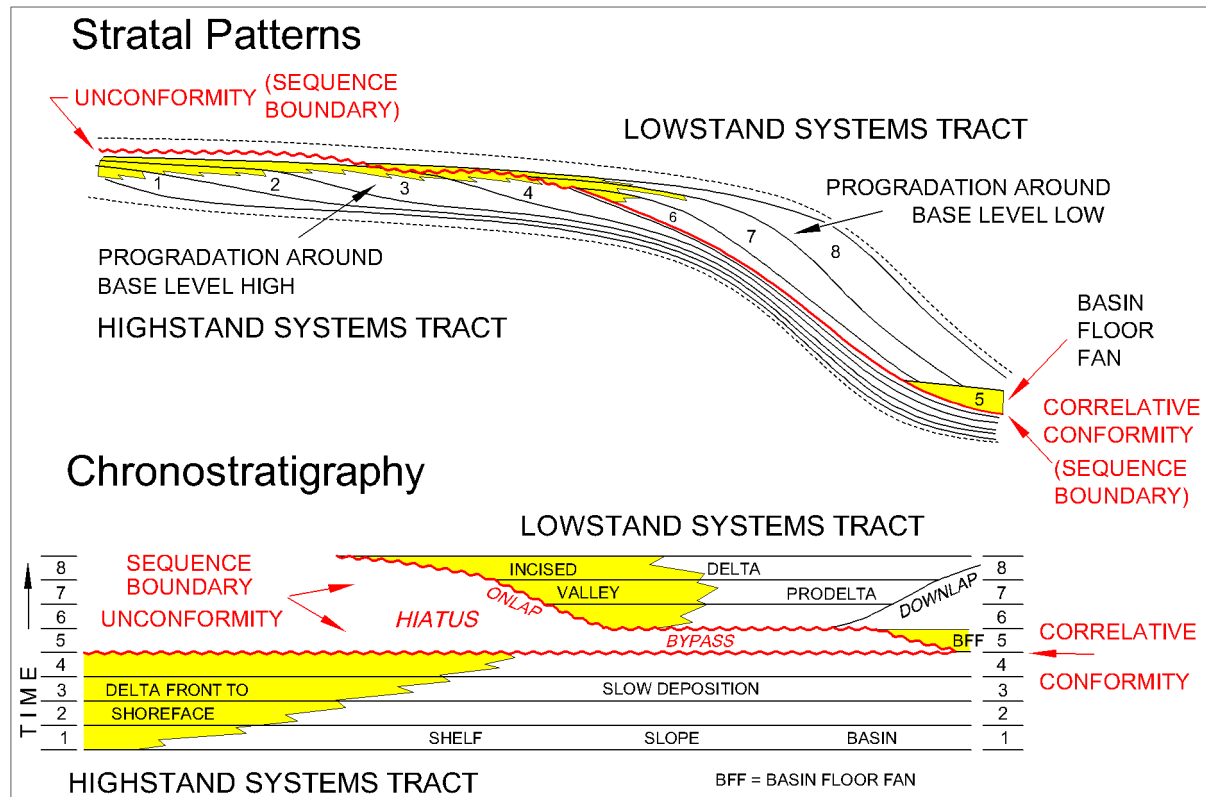 Stratal Patterns
UNCONFORMITY (SEQUENCE
BOUNDARY)
LOWSTAND SYSTEMS TRACT
1
2
3
4
6
7
8
PROGRADATION AROUND
BASE LEVEL LOW
PROGRADATION AROUND
BASE LEVEL HIGH
HIGHSTAND SYSTEMS TRACT
BASIN
FLOOR
FAN
5
CORRELATIVE
CONFORMITY
(SEQUENCE
BOUNDARY)
Chronostratigraphy
LOWSTAND SYSTEMS TRACT
8
SEQUENCE
BOUNDARY
INCISED
DELTA
8
7
VALLEY
PRODELTA
DOWNLAP
7
UNCONFORMITY
ONLAP
6
HIATUS
6
5
BYPASS
BFF
5
CORRELATIVE
CONFORMITY
4
4
3
DELTA FRONT TO
SLOW DEPOSITION
3
2
SHOREFACE
2
1
SHELF
SLOPE
BASIN
1
TIME
HIGHSTAND SYSTEMS TRACT
BFF = BASIN FLOOR FAN